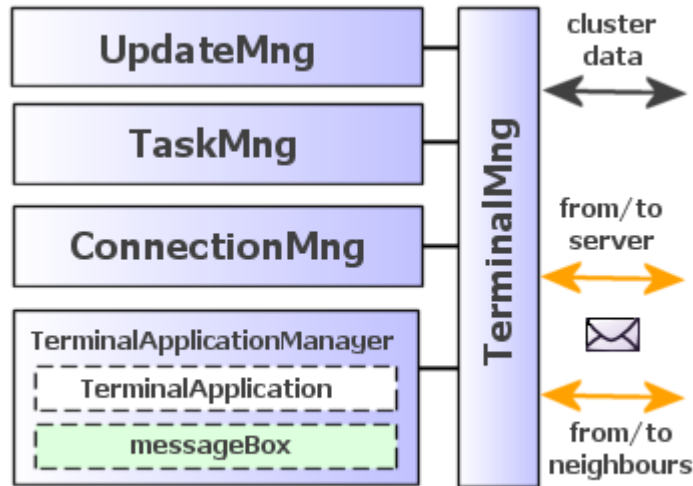 UpdateMng
TaskMng
ConnectionMng
TerminalApplicationManager
TerminalApplication
messageBox
TerminalMng
cluster
data
from/to
server
from/to
neighbours